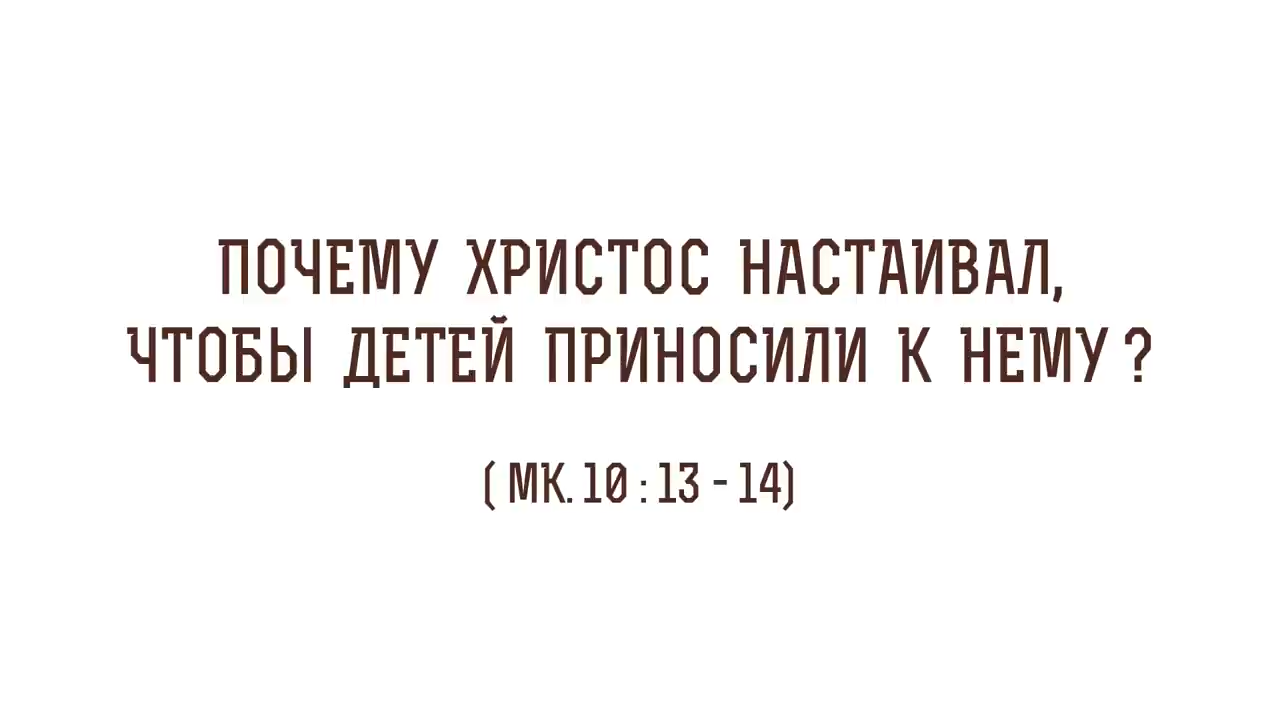 ПОЧЕМУ ХРИСТОС НАСТАИВАЛ,
ЧТОБЫ ДЕТЕЙ ПРИНОСИЛИ К НЕМУ?
(МК. 10:13-14)